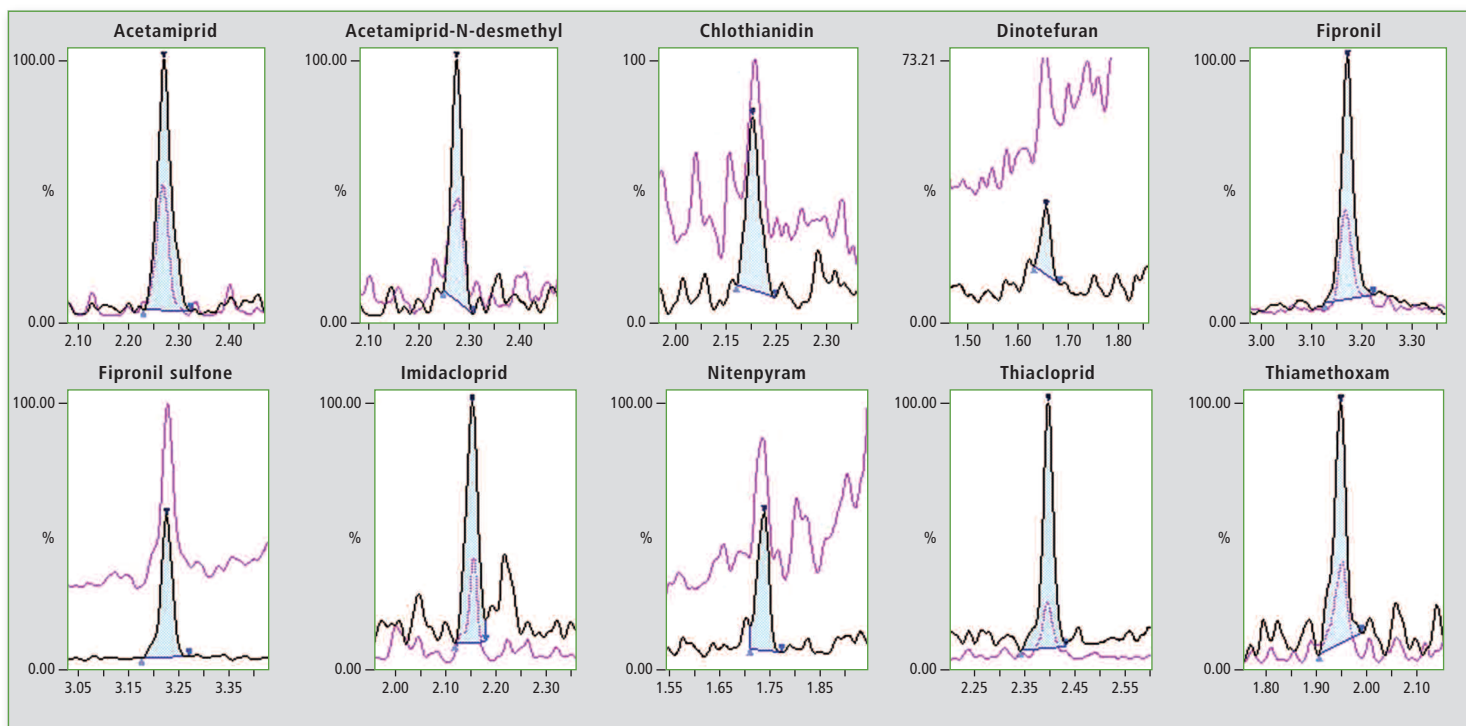 Acetamiprid
100.00
%
0.00
2.10 2.20 2.30 2.40
Acetamiprid-N-desmethyl
100.00
%
0.00
2.10 2.20 2.30 2.40
Chlothianidin
100
%
0.0
2.00 2.15 2.25 2.30
Dinotefuran
73.21
%
0.00
1.50 1.60 1.70 1.80
Fipronil
100.00
%
0.00
3.00 3.10 3.20 3.30
Fipronil sulfone
100.00
%
0.00
3.05 3.15 3.25 3.35
Imidacloprid
100.00
%
0.00
2.00 2.10 2.20 2.30
Nitenpyram
100.00
%
0.00
1.55 1.65 1.75 1.85
Thiacloprid
100.00
%
0.00
2.25 2.35 2.45 2.55
Thiamethoxam
100.00
%
0.00
1.80 1.90 2.00 2.10